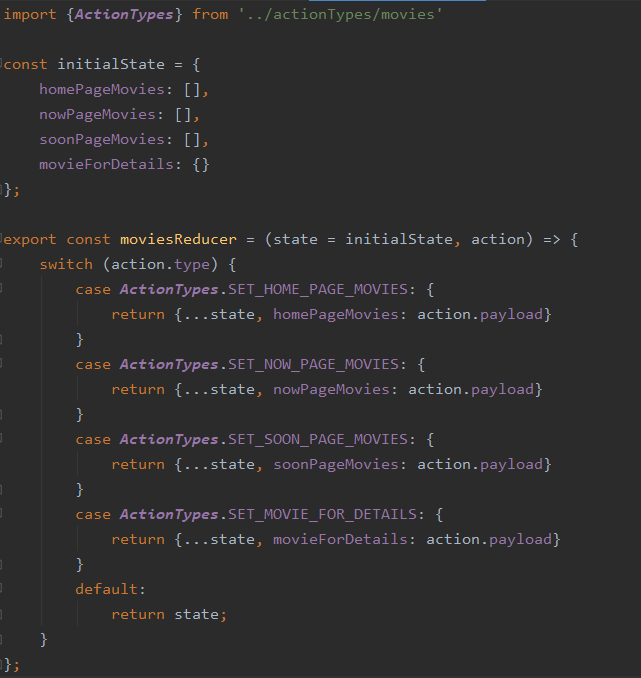 import {ActionTypes} from '../actionTypes/movies'
const initialState = {
homePageMovies: [],
nowPageMovies: [],
soonPageMovies: [],
movieForDetails: {}
};
export const moviesReducer = (state = initialState, action) => {
switch (action.type) {
case ActionTypes.SET_HOME_PAGE_MOVIES: {
return {...state, homePageMovies: action.payload}
}
case ActionTypes.SET_NOW_PAGE_MOVIES: {
return {...state, nowPageMovies: action.payload}
}
case ActionTypes.SET_SOON_PAGE_MOVIES: {
return {...state, soonPageMovies: action.payload}
}
case ActionTypes.SET_MOVIE_FOR_DETAILS: {
return {...state, movieForDetails: action.payload}
}
default:
return state;
}
};